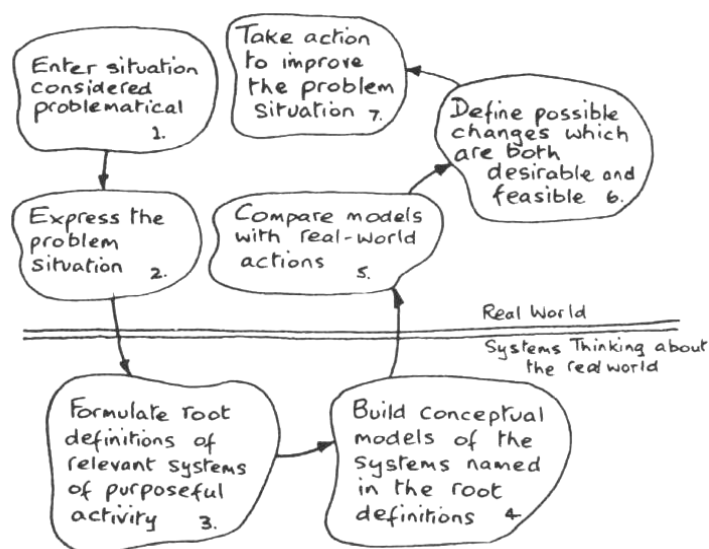 Enter situation
considered
problematical
1.
Express the
problem
situation 2.
Formulate root
definitions of
relevant systems
of purposeful
activity 3.
Build conceptual
models of the
systems named
in the root
definitions 4
Compare models
with real-world
actions 5.
Define possible
changes which
are both
desirable and
feasible 6.
Take action
to improve
the problem
situation 7.
Real World
Systems Thinking about
the real world